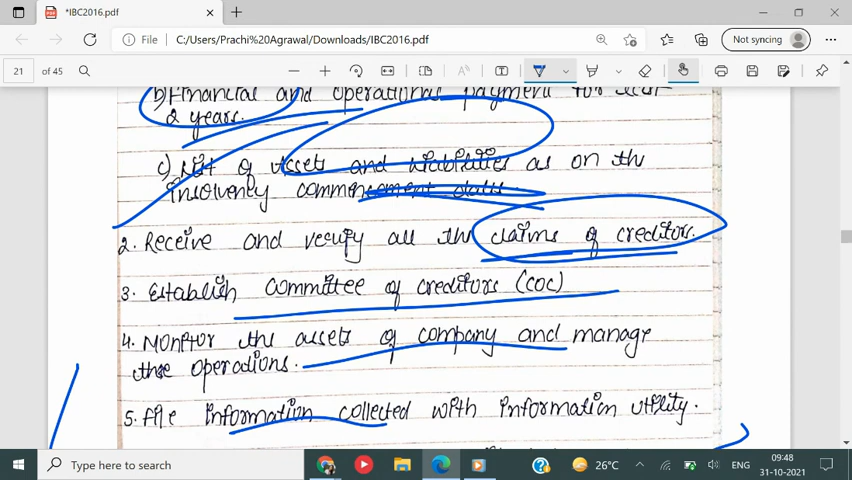 *IBC2016.pdf
File C:/Users/Prachi%20Agrawal/Downloads/IBC2016.pdf
Not syncing
21 of 45
b) Financial and operational payment for last
2 years.
c) List of Assets and Liabilities as on the
insolvency commencement date.
2. Receive and verify all the claims of creditors.
3. Establish committee of creditors (COC)
4. Monitor the assets of company and manage
the operations.
5. File information collected with information utility.
Type here to search
26°C
ENG
09:48
31-10-2021